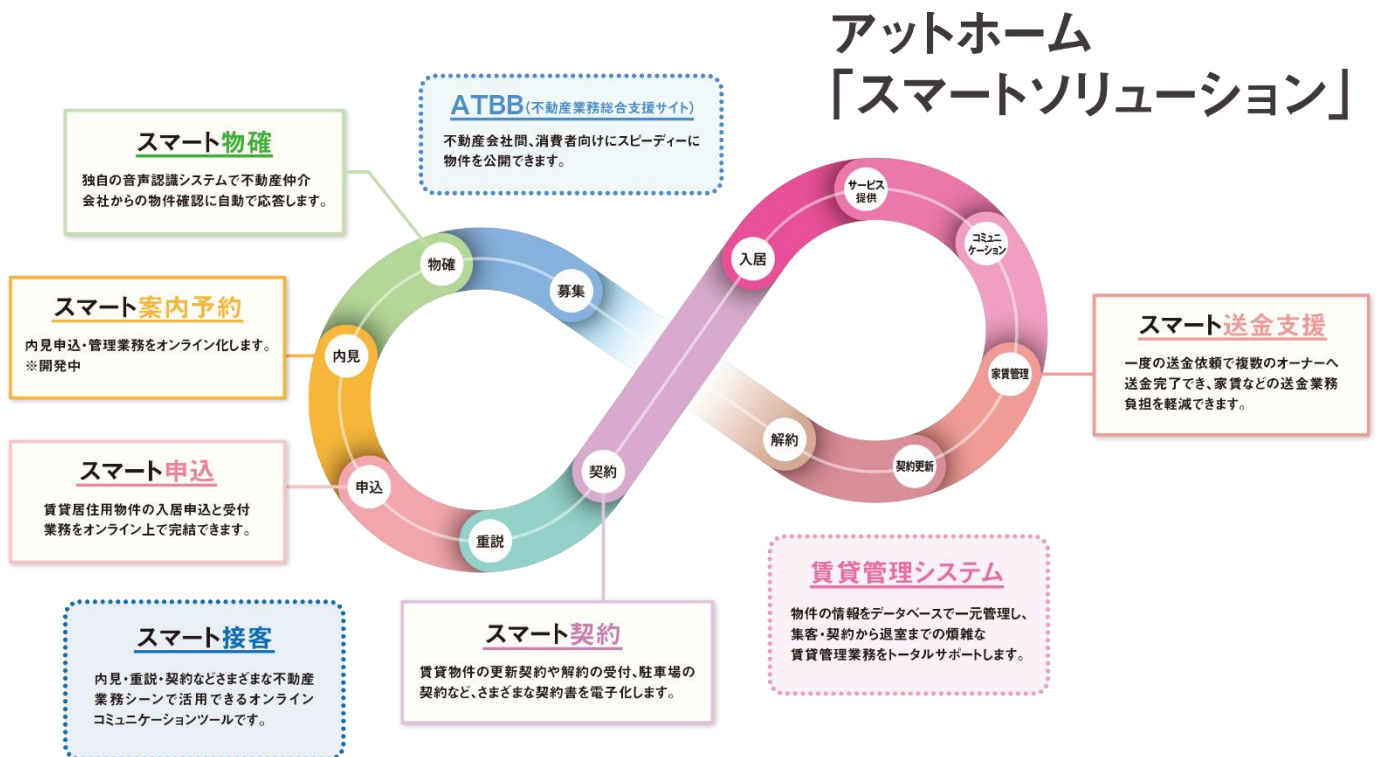 アットホーム
「スマートソリューション」
ATBB(不動産業務総合支援サイト)
不動産会社間、消費者向けにスピーディーに
物件を公開できます。
スマート物確
独自の音声認識システムで不動産仲介
会社からの物件確認に自動で応答します。
スマート案内予約
内見申込・管理業務をオンライン化します。
※開発中
スマート申込
賃貸居住用物件の入居申込と受付
業務をオンライン上で完結できます。
スマート接客
内見・重説・契約などさまざまな不動産
業務シーンで活用できるオンライン
コミュニケーションツールです。
スマート契約
賃貸物件の更新契約や解約の受付、駐車場の
契約など、さまざまな契約書を電子化します。
賃貸管理システム
物件の情報をデータベースで一元管理し、
集客・契約から退室までの煩雑な
賃貸管理業務をトータルサポートします。
スマート送金支援
一度の送金依頼で複数のオーナーへ
送金完了でき、家賃などの送金業務
負担を軽減できます。
募集
物確
内見
申込
重説
契約
入居
サービス
提供
コミュニ
ケーション
家賃管理
契約更新
解約